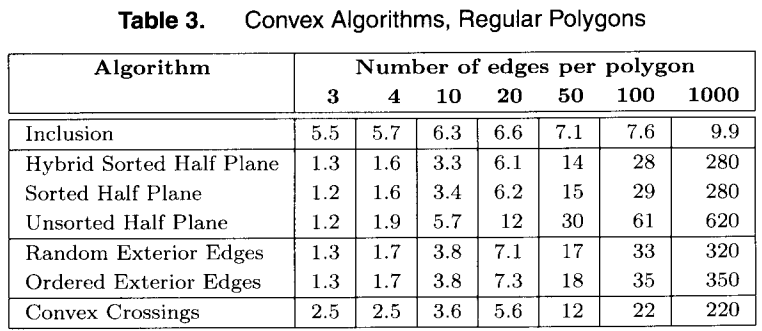 Table 3. Convex Algorithms, Regular Polygons
Algorithm Number of edges per polygon
3 4 10 20 50 100 1000
Inclusion 5.5 5.7 6.3 6.6 7.1 7.6 9.9
Hybrid Sorted Half Plane 1.3 1.6 3.3 6.1 14 28 280
Sorted Half Plane 1.2 1.6 3.4 6.2 15 29 280
Unsorted Half Plane 1.2 1.9 5.7 12 30 61 620
Random Exterior Edges 1.3 1.7 3.8 7.1 17 33 320
Ordered Exterior Edges 1.3 1.7 3.8 7.3 18 35 350
Convex Crossings 2.5 2.5 3.6 5.6 12 22 220